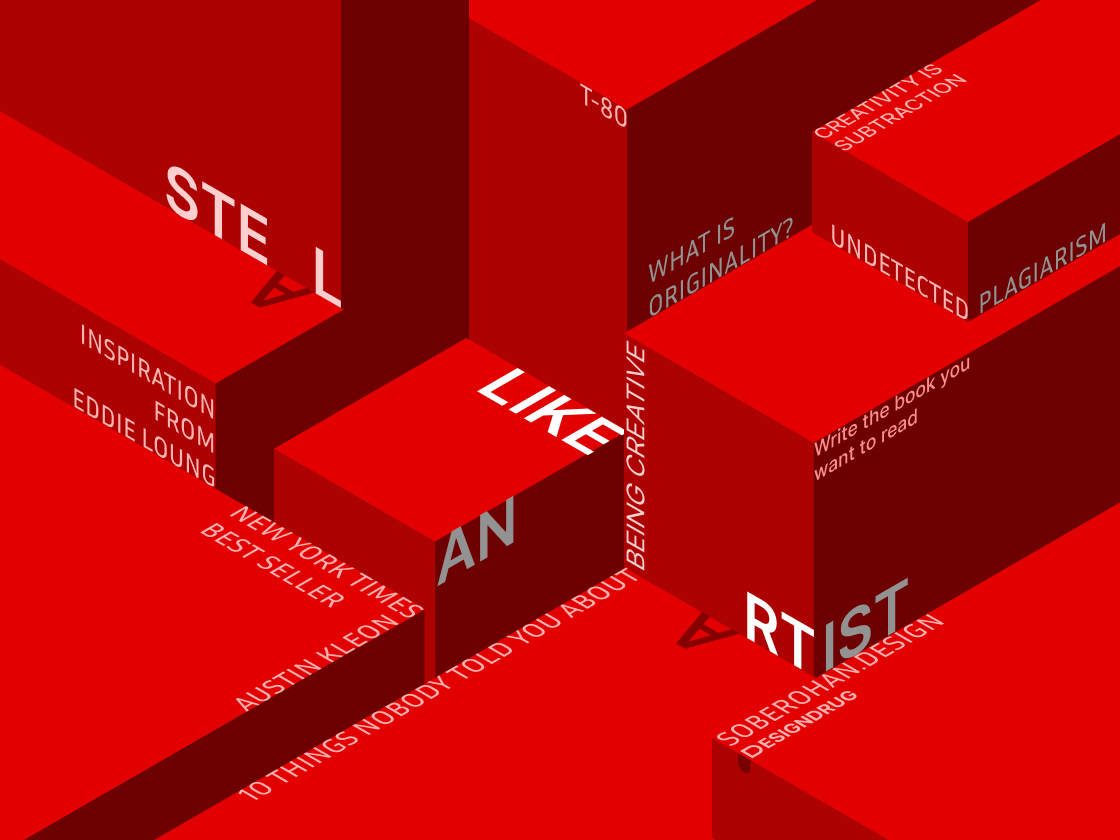 T-80
CREATIVITY IS
SUBTRACTION
STEAL
WHAT IS
ORIGINALITY?
UNDETECTED
PLAGIARISM
INSPIRATION
FROM
EDDIE LOUNG
LIKE
AN
BEING CREATIVE
Write the book you
want to read
NEW YORK TIMES
BEST SELLER
ARTIST
AUSTIN KLEON
10 THINGS NOBODY TOLD YOU ABOUT
SOBEROHAN.DESIGN
DESIGNDRUG